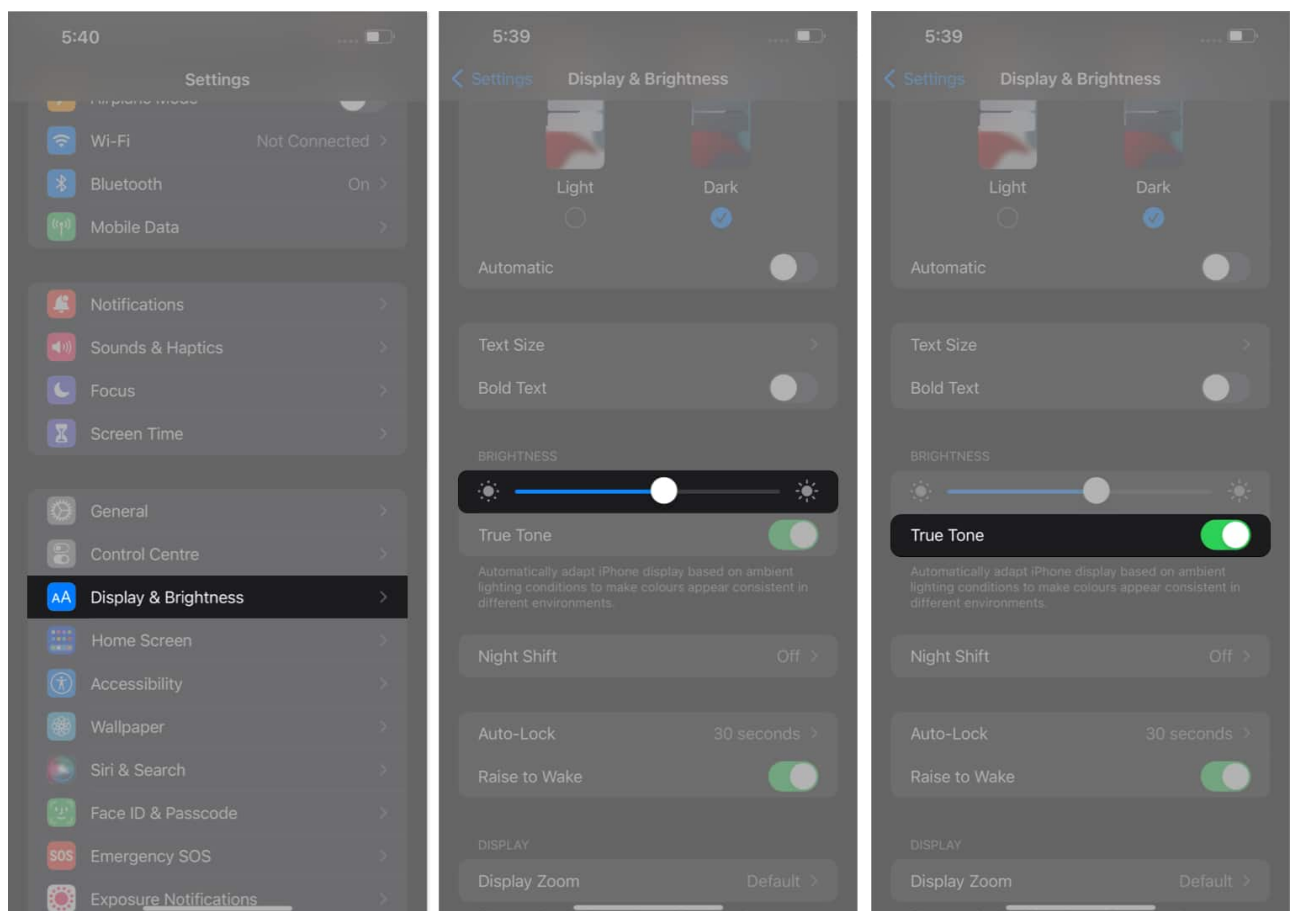 5:40
Settings
Airplane Mode
Wi-Fi Not Connected
Bluetooth On
Mobile Data
Notifications
Sounds & Haptics
Focus
Screen Time
General
Control Centre
AA Display & Brightness
Home Screen
Accessibility
Wallpaper
Siri & Search
Face ID & Passcode
SOS Emergency SOS
Exposure Notifications
5:39
Settings Display & Brightness
Light Dark
Automatic
Text Size
Bold Text
BRIGHTNESS
True Tone
Automatically adapt iPhone display based on ambient
lighting conditions to make colours appear consistent in
different environments.
Night Shift Off
Auto-Lock 30 seconds
Raise to Wake
DISPLAY
Display Zoom Default
5:39
Settings Display & Brightness
Light Dark
Automatic
Text Size
Bold Text
BRIGHTNESS
True Tone
Automatically adapt iPhone display based on ambient
lighting conditions to make colours appear consistent in
different environments.
Night Shift Off
Auto-Lock 30 seconds
Raise to Wake
DISPLAY
Display Zoom Default